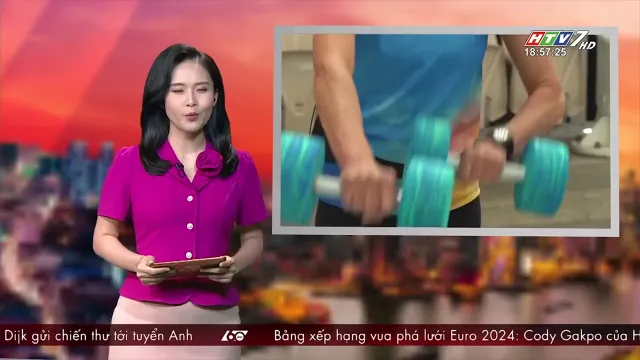 HTV7 HD
18:57:25
Dijk gửi chiến thư tới tuyển Anh 60 Bảng xếp hạng vua phá lưới Euro 2024: Cody Gakpo của H